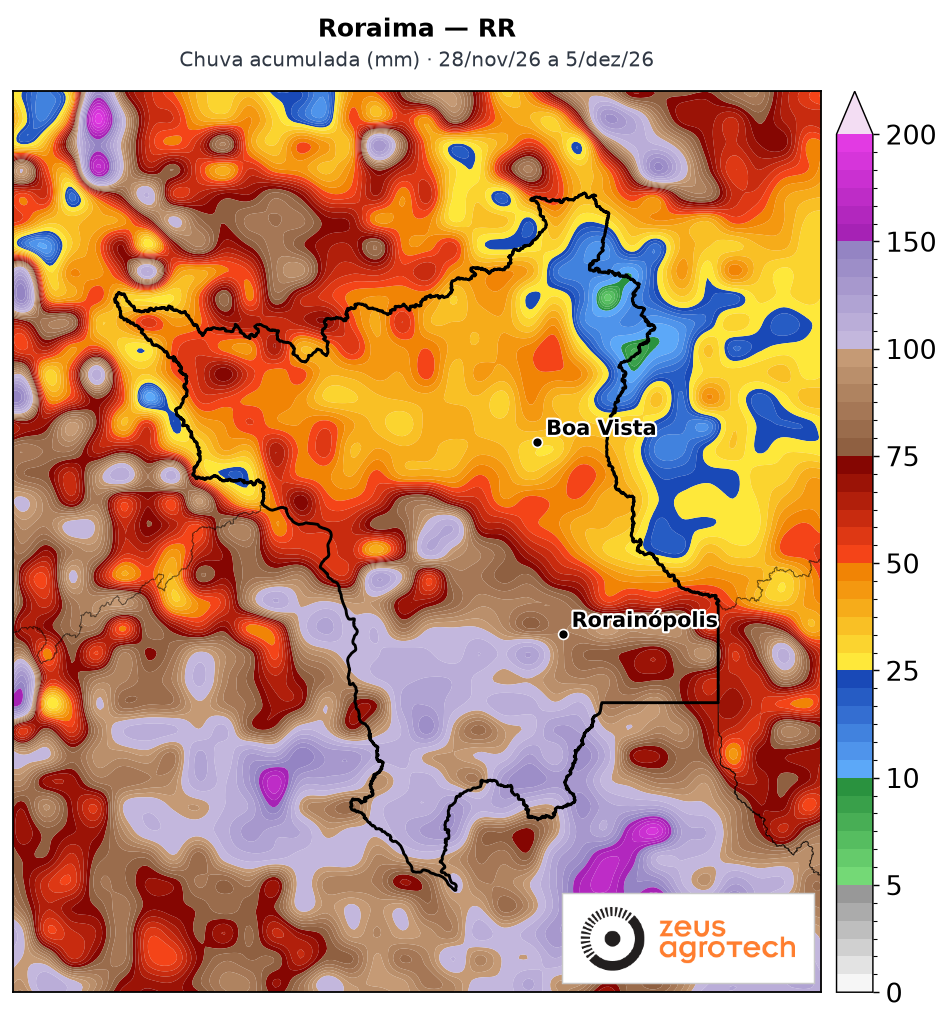 Roraima — RR
Chuva acumulada (mm) · 28/nov/26 a 5/dez/26
200
150
100
75
50
25
10
5
0
Boa Vista
Rorainópolis
zeus
agrotech